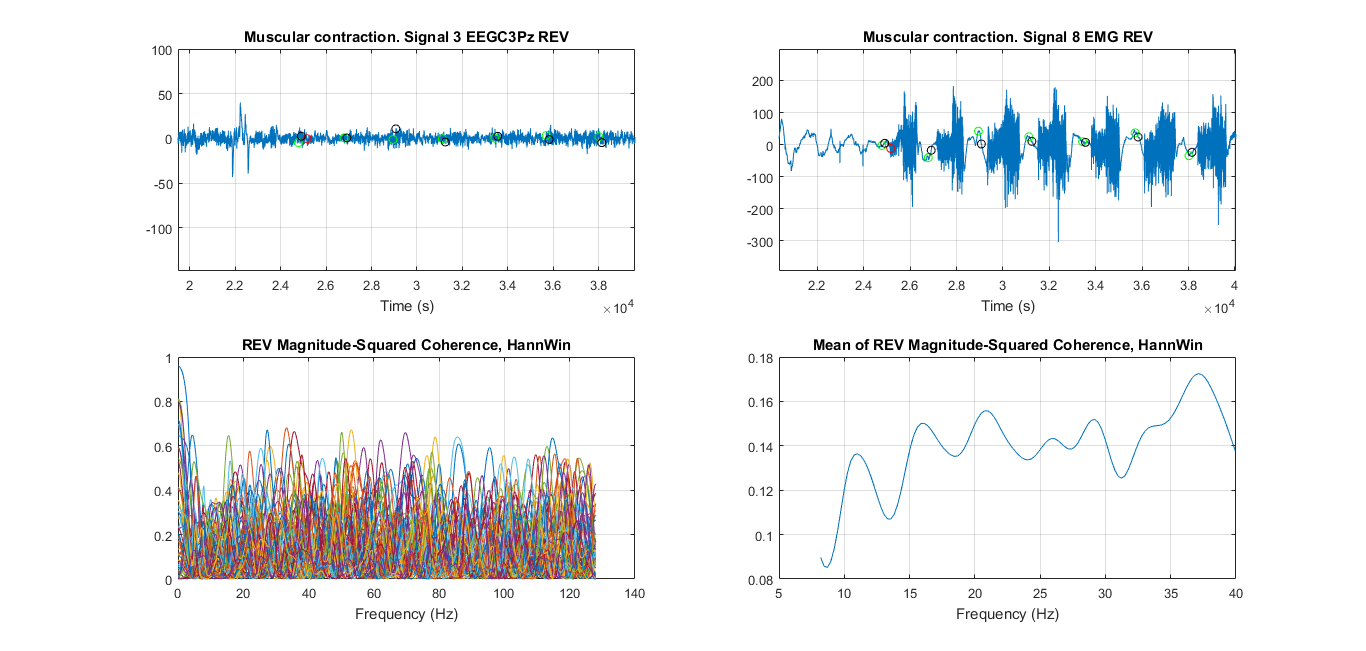 Muscular contraction. Signal 3 EEGC3Pz REV
100
50
0
-50
-100
2 2.2 2.4 2.6 2.8 3 3.2 3.4 3.6 3.8
Time (s)
×10^4
Muscular contraction. Signal 8 EMG REV
200
100
0
-100
-200
-300
2.2 2.4 2.6 2.8 3 3.2 3.4 3.6 3.8 4
Time (s)
×10^4
REV Magnitude-Squared Coherence, HannWin
1
0.8
0.6
0.4
0.2
0
0 20 40 60 80 100 120 140
Frequency (Hz)
Mean of REV Magnitude-Squared Coherence, HannWin
0.18
0.16
0.14
0.12
0.1
0.08
5 10 15 20 25 30 35 40
Frequency (Hz)